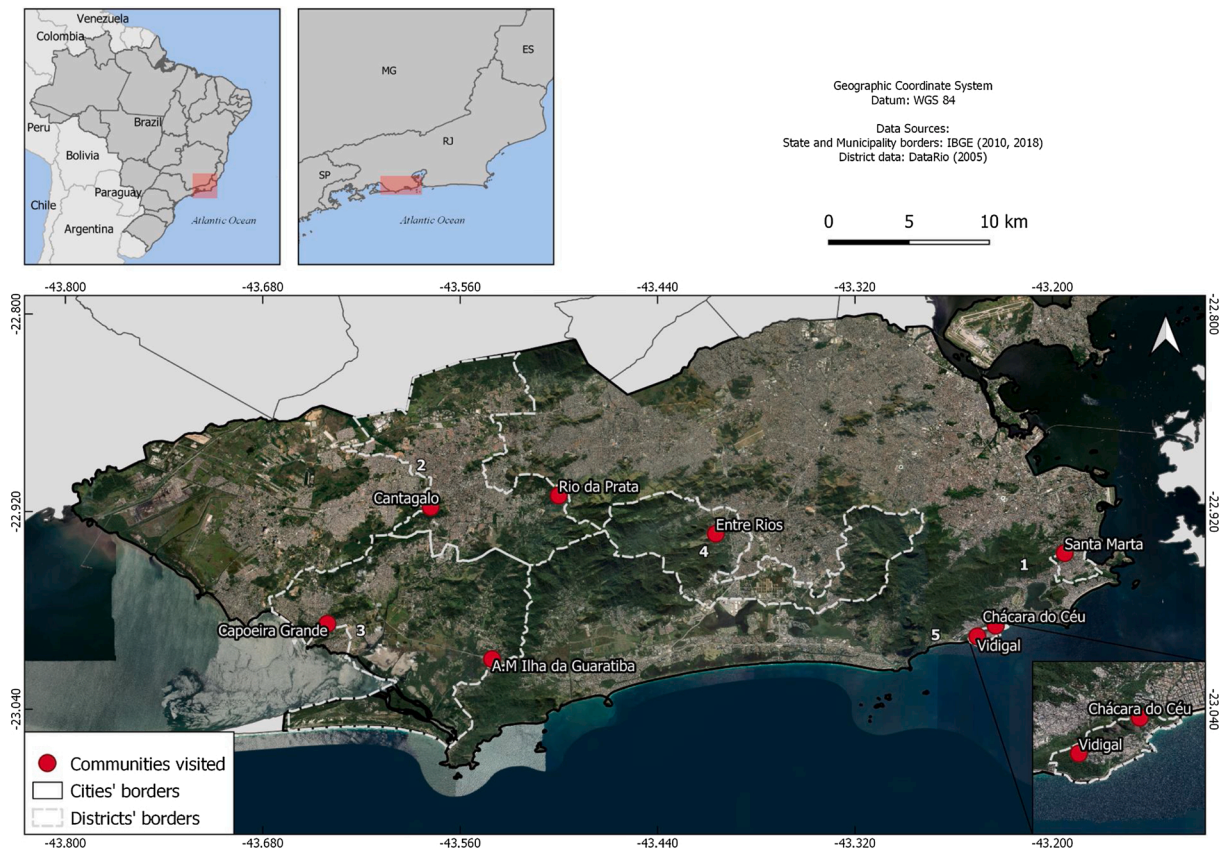 Venezuela
Colombia
Peru
Brazil
Bolivia
Paraguay
Chile
Argentina
Atlantic Ocean
MG
ES
RJ
SP
Atlantic Ocean
Geographic Coordinate System
Datum: WGS 84
Data Sources:
State and Municipality borders: IBGE (2010, 2018)
District data: DataRio (2005)
0 5 10 km
-43.800 -43.680 -43.560 -43.440 -43.320 -43.200
-22.800 -22.800
2
Cantagalo
Rio da Prata
-22.920 -22.920
Entre Rios
4
Santa Marta
1
Capoeira Grande
3
Chácara do Céu
5
Vidigal
A.M Ilha da Guaratiba
-23.040 -23.040
Chácara do Céu
Vidigal
Communities visited
Cities' borders
Districts' borders
-43.800 -43.680 -43.560 -43.440 -43.320 -43.200